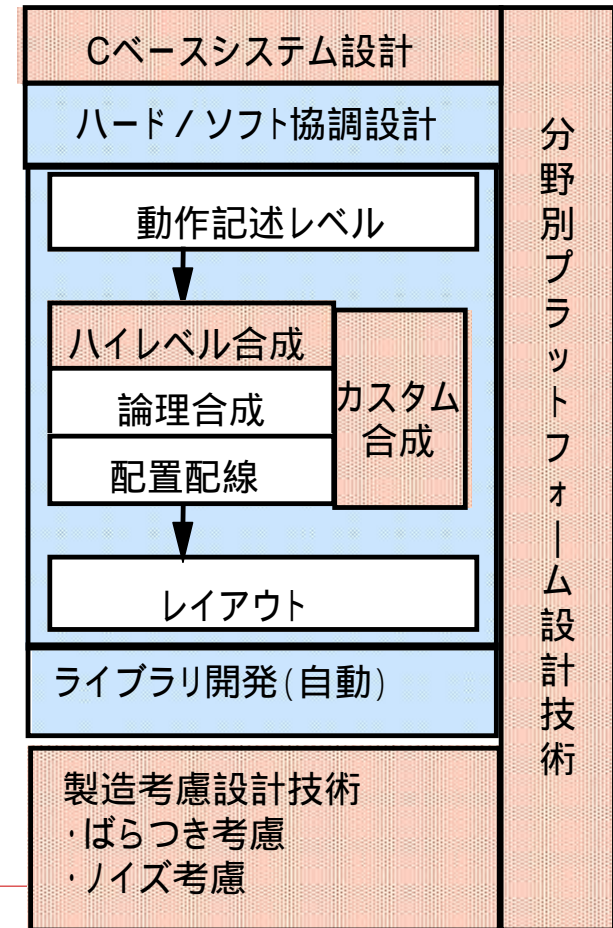 Cベースシステム設計
ハード/ソフト協調設計
動作記述レベル
ハイレベル合成
論理合成
配置配線
カスタム
合成
レイアウト
ライブラリ開発(自動)
製造考慮設計技術
・ばらつき考慮
・ノイズ考慮
分野別プラットフォーム設計技術